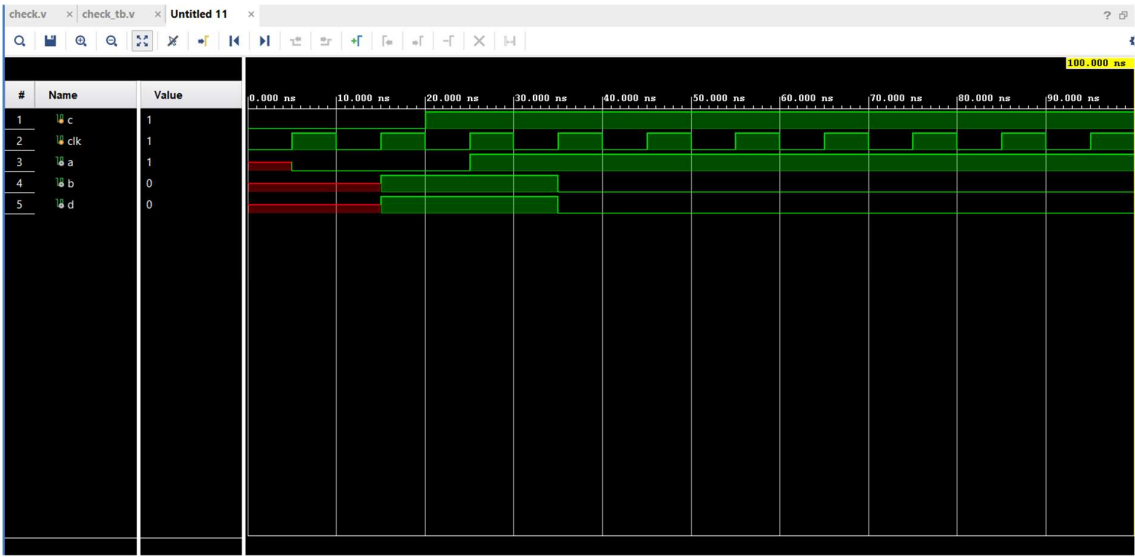 check.v × check_tb.v × Untitled 11 × ?
100.000 ns
# Name Value 0.000 ns 10.000 ns 20.000 ns 30.000 ns 40.000 ns 50.000 ns 60.000 ns 70.000 ns 80.000 ns 90.000 ns
1 c 1
2 clk 1
3 a 1
4 b 0
5 d 0